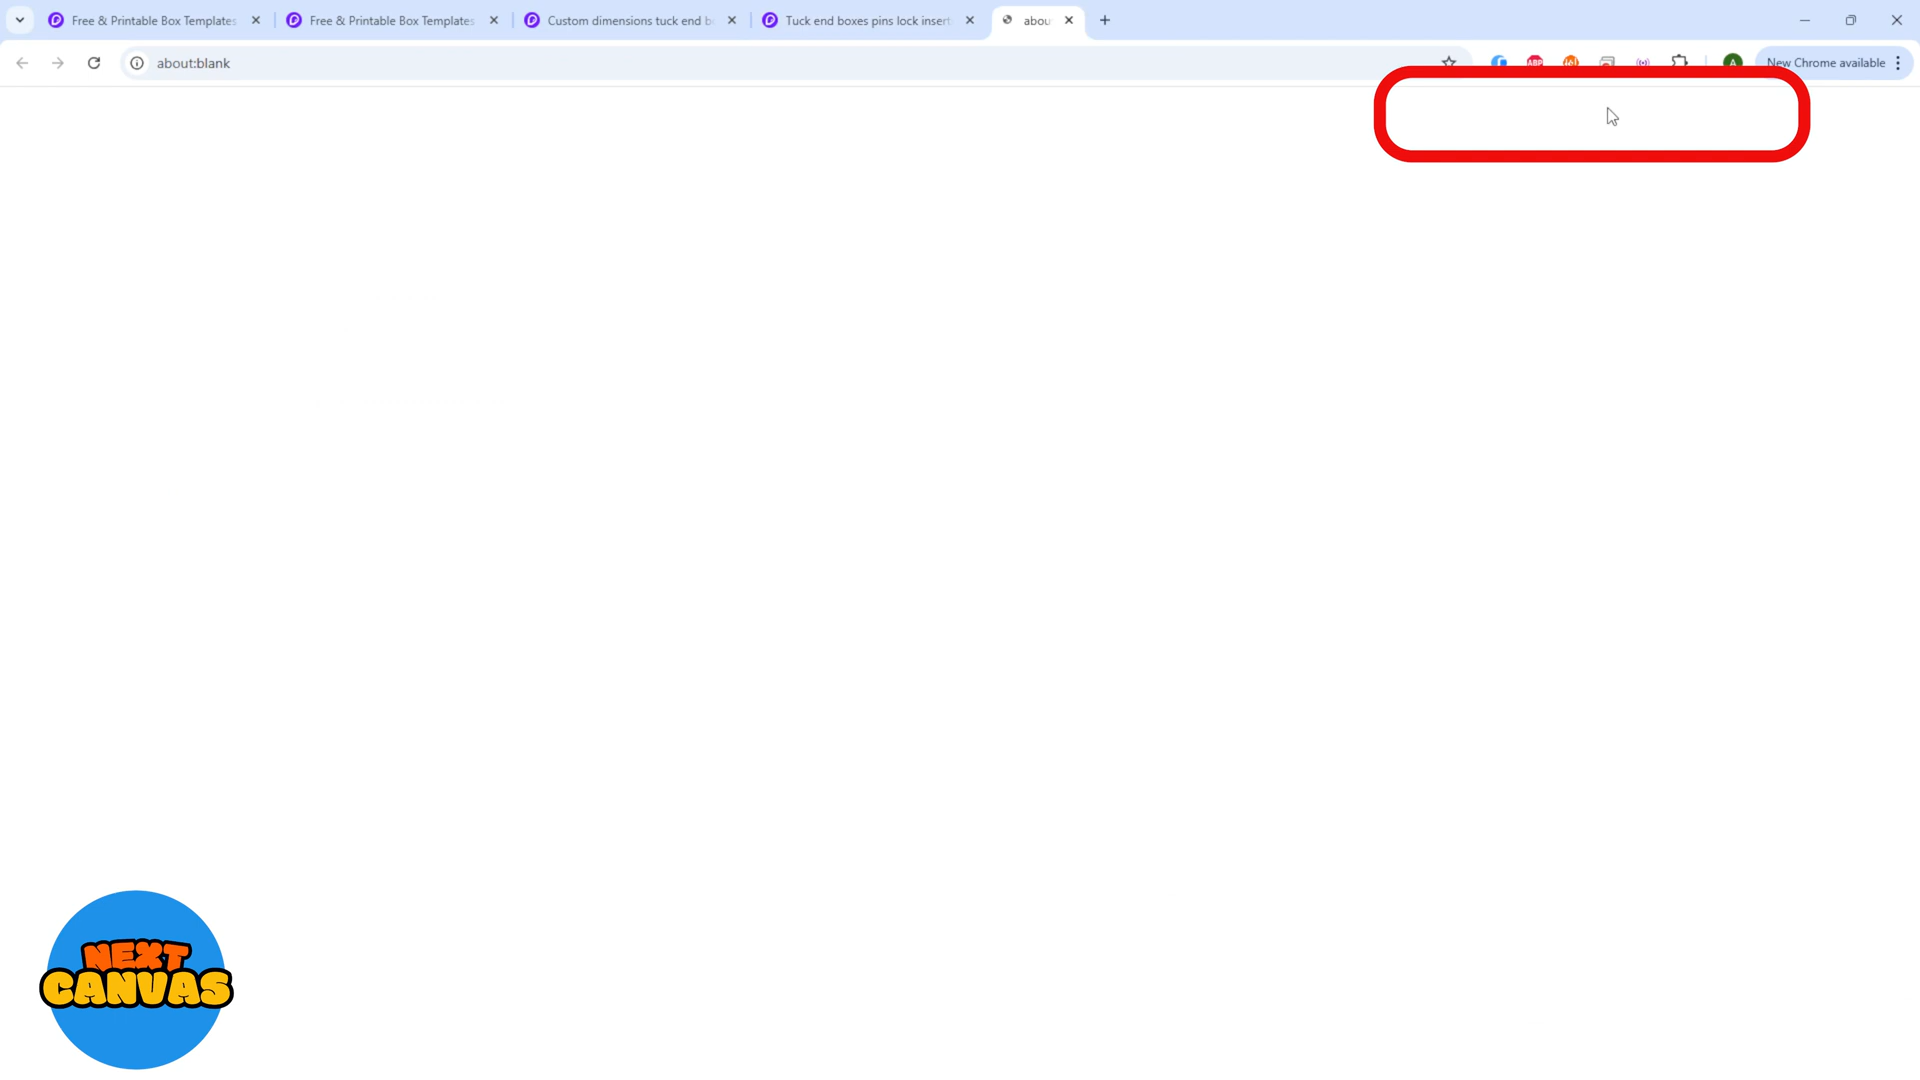 Free & Printable Box Templates
Free & Printable Box Templates
Custom dimensions tuck end b
Tuck end boxes pins lock insert
abou
about:blank
ABP
A
New Chrome available
NEXT
CANVAS